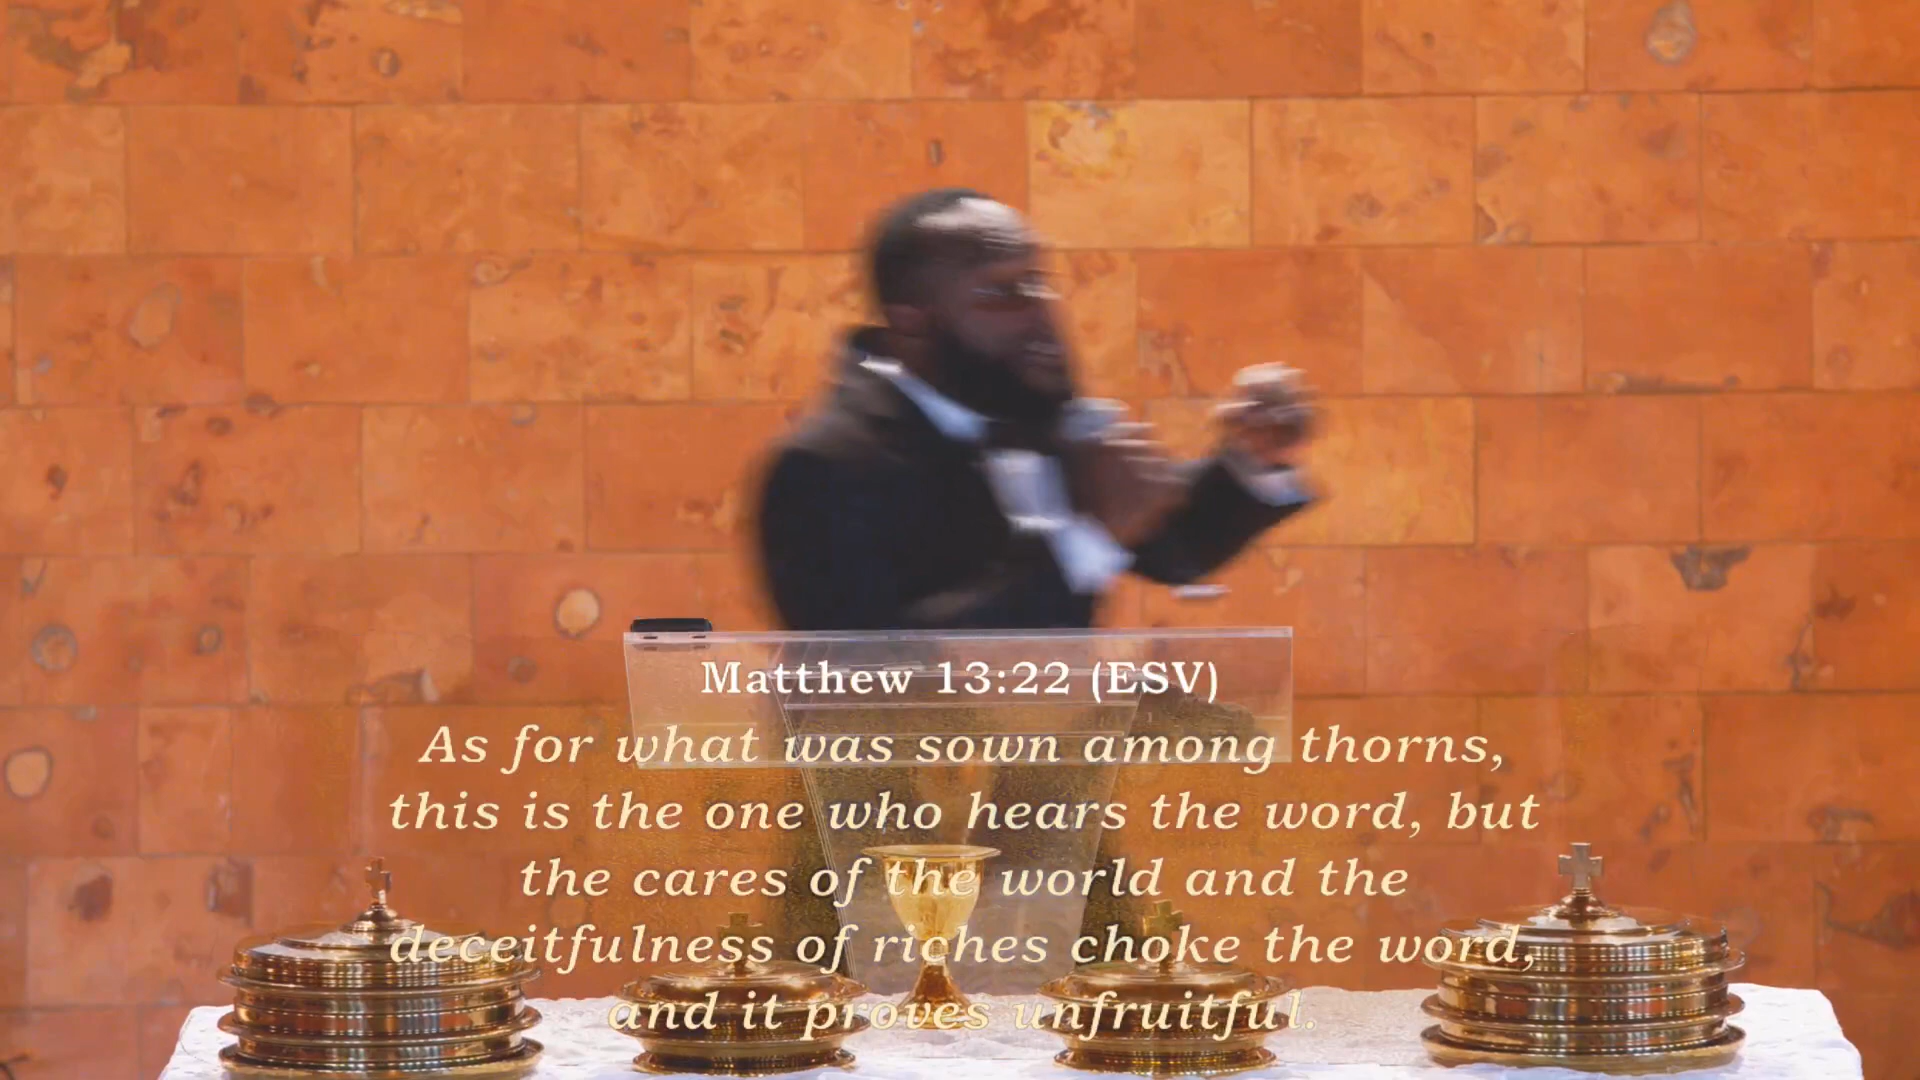 Matthew 13:22 (ESV)
As for what was sown among thorns,
this is the one who hears the word, but
the cares of the world and the
deceitfulness of riches choke the word,
and it proves unfruitful.